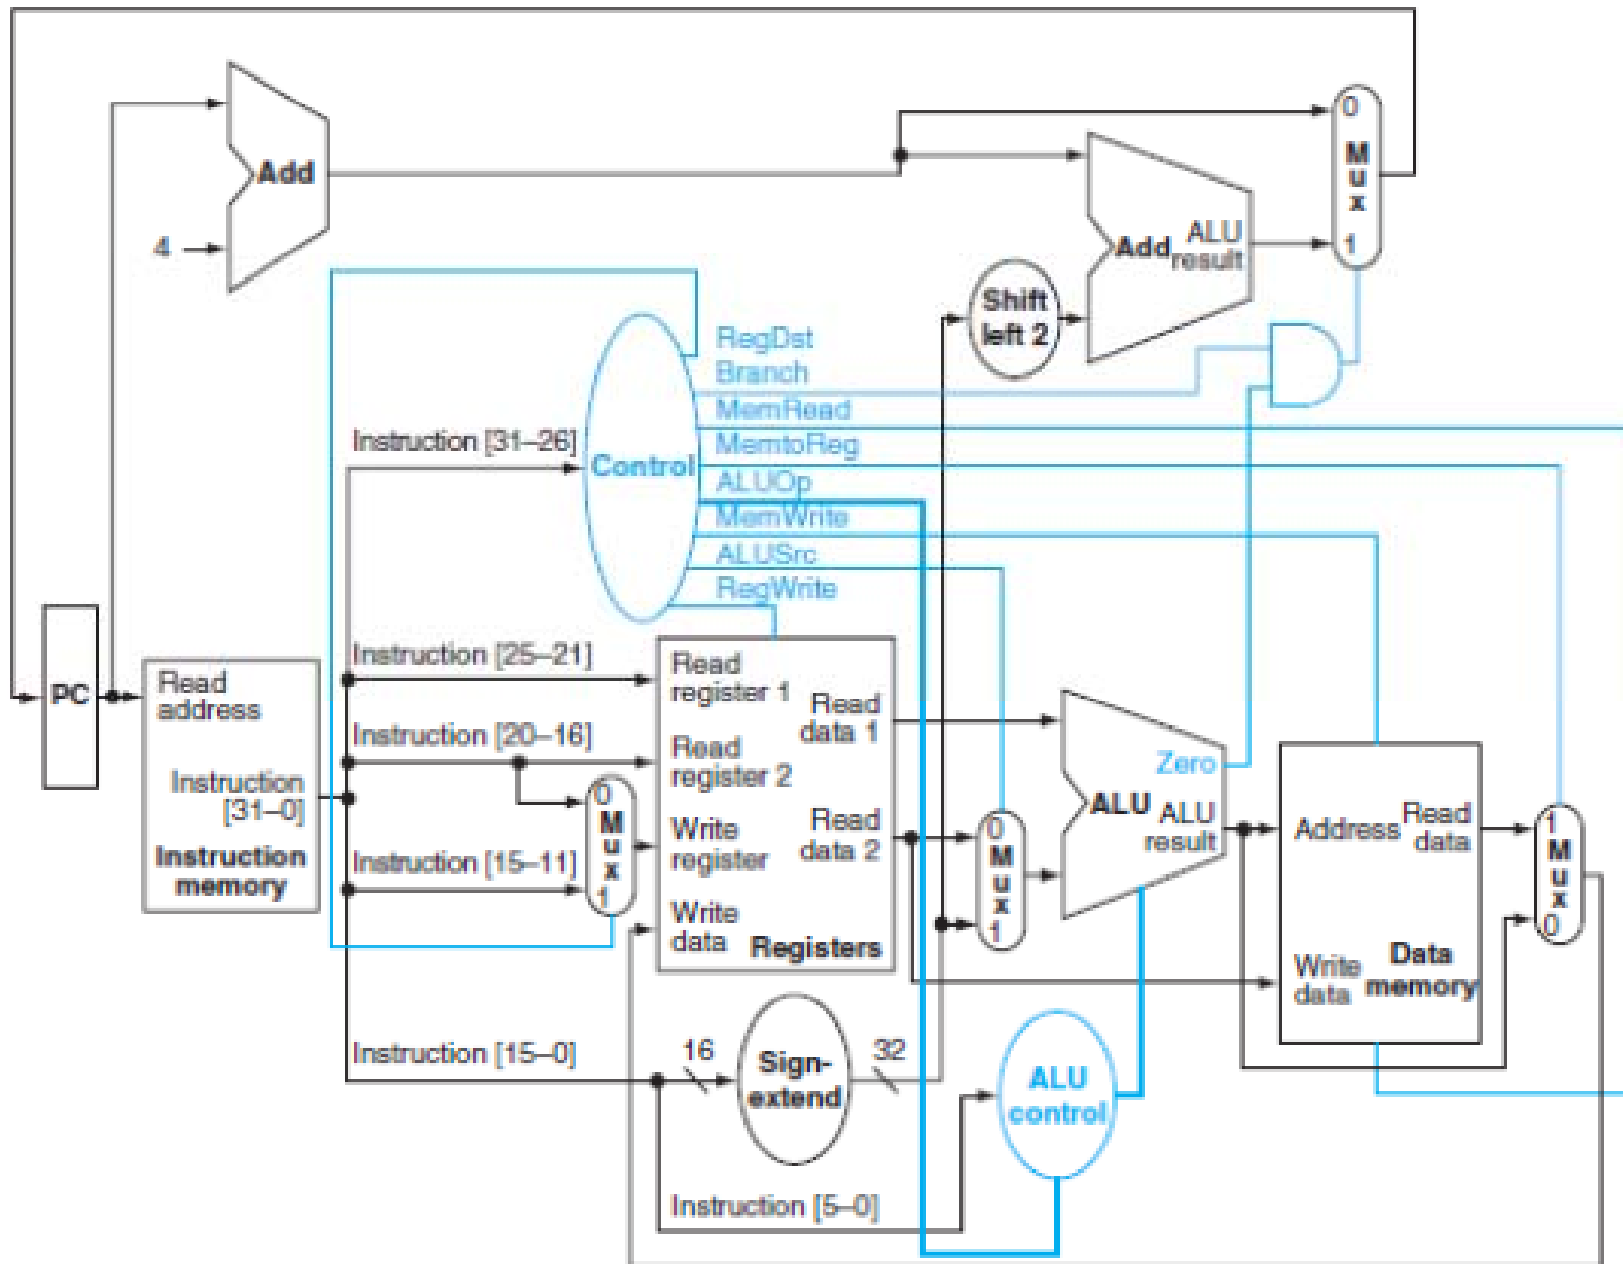 0
M
u
x
1
Add
4
Add ALU
result
Shift
left 2
RegDst
Branch
MemRead
MemtoReg
ALUOp
MemWrite
ALUSrc
RegWrite
Instruction [31–26]
Control
PC
Read
address
Instruction
[31–0]
Instruction
memory
Instruction [25–21]
Instruction [20–16]
Instruction [15–11]
0
M
u
x
1
Read
register 1
Read
data 1
Read
register 2
Write
register
Read
data 2
Write
data
Registers
0
M
u
x
1
Zero
ALU ALU
result
Address
Read
data
Write
data
Data
memory
1
M
u
x
0
Instruction [15–0]
16
Sign-
extend
32
ALU
control
Instruction [5–0]